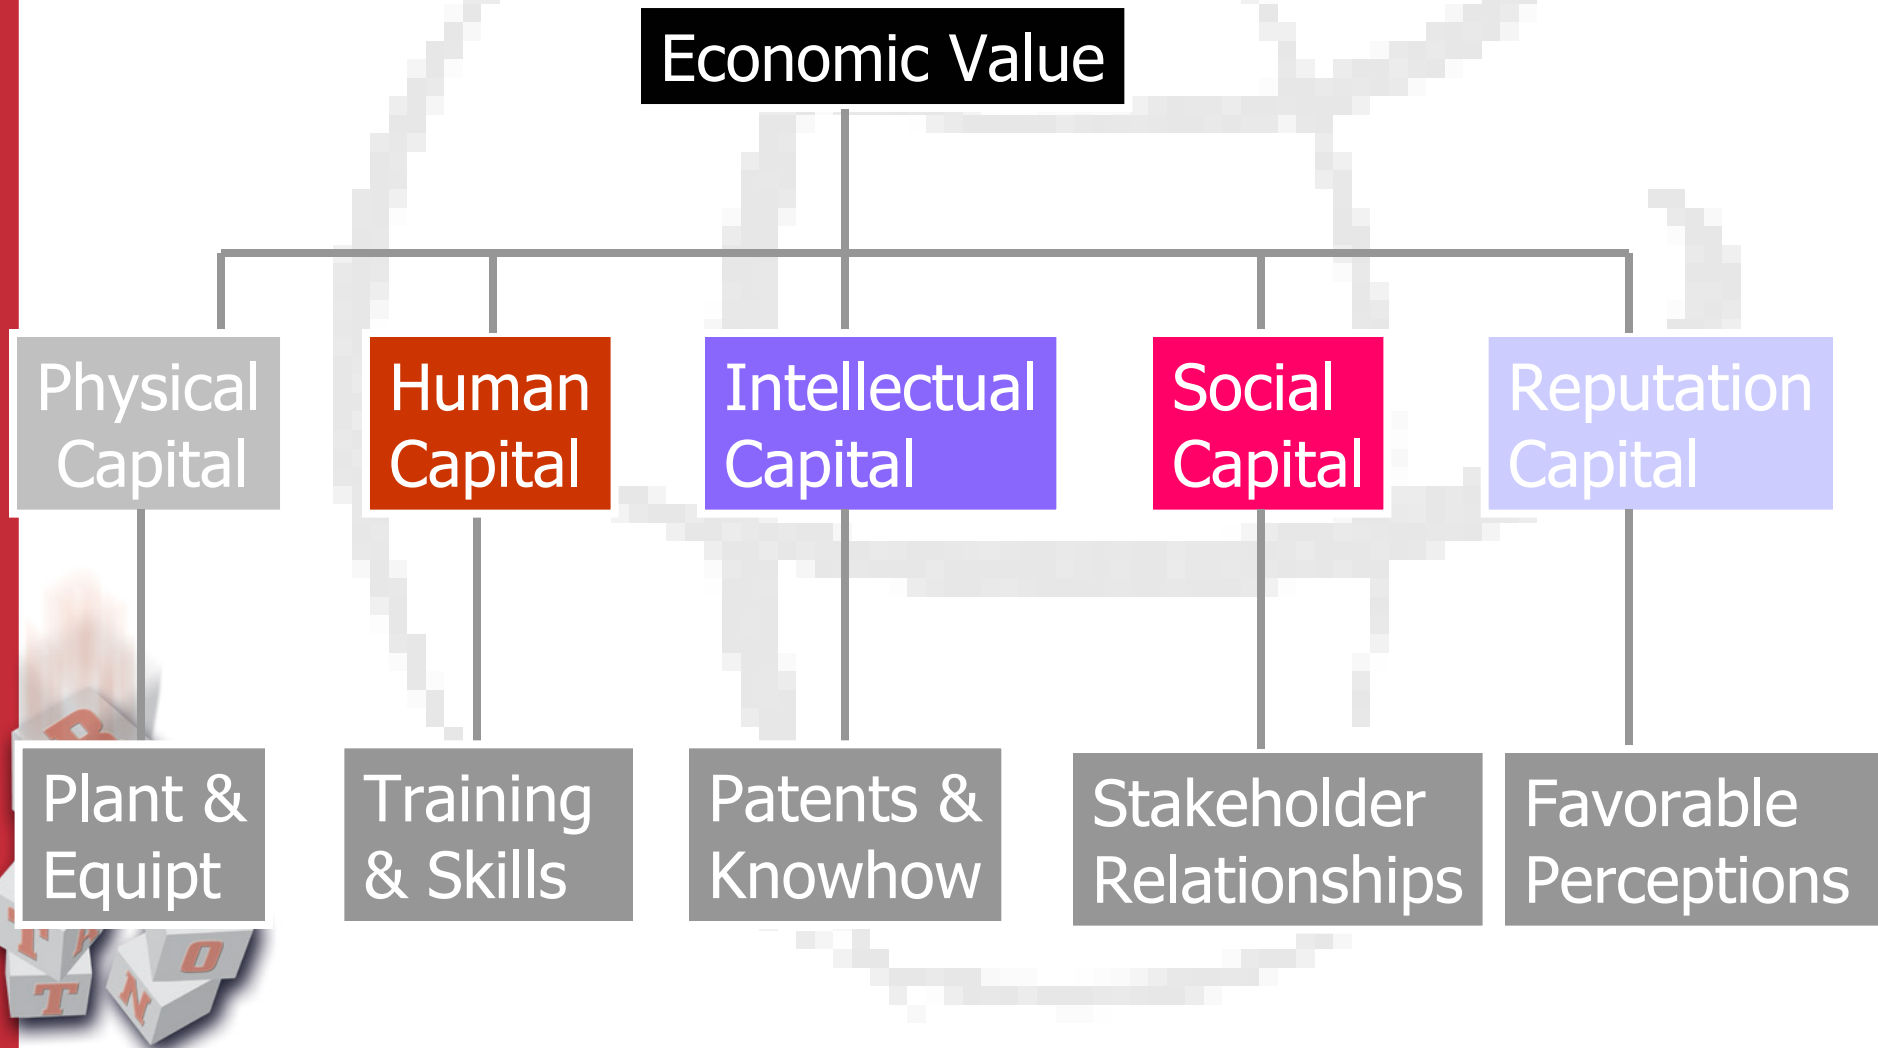 Economic Value
Physical
Capital
Human
Capital
Intellectual
Capital
Social
Capital
Reputation
Capital
Plant &
Equipt
Training
& Skills
Patents &
Knowhow
Stakeholder
Relationships
Favorable
Perceptions
O
T
N